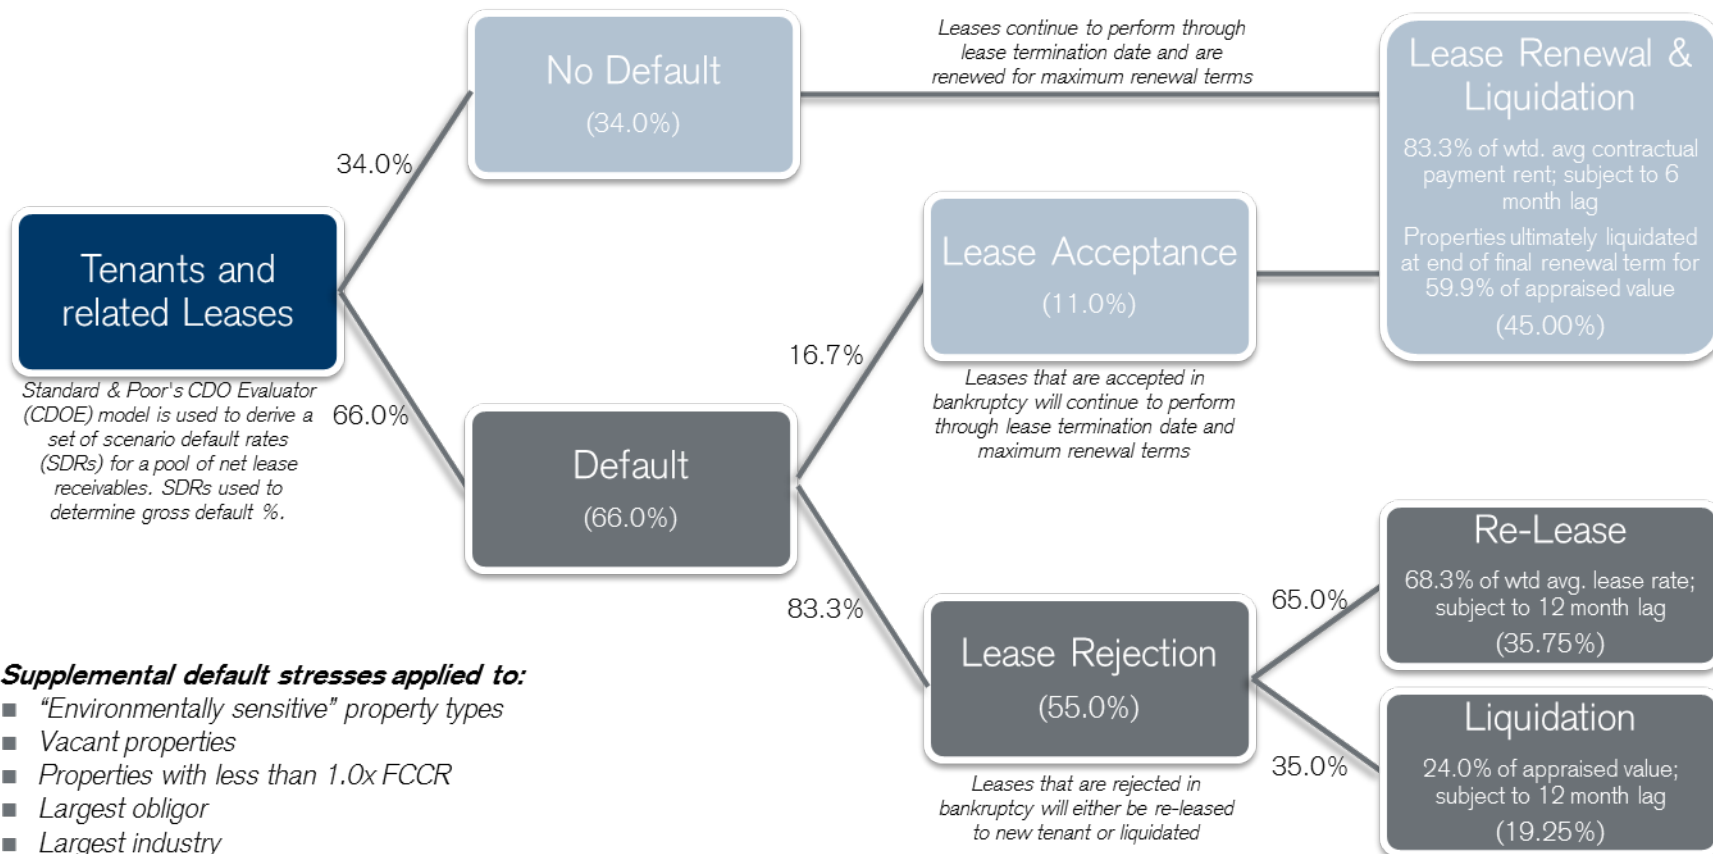 No Default
(34.0%)
Leases continue to perform through
lease termination date and are
renewed for maximum renewal terms
Lease Renewal &
Liquidation
83.3% of wtd. avg contractual
payment rent; subject to 6
month lag
Properties ultimately liquidated
at end of final renewal term for
59.9% of appraised value
(45.00%)
34.0%
Tenants and
related Leases
Standard & Poor's CDO Evaluator
(CDOE) model is used to derive a
set of scenario default rates
(SDRs) for a pool of net lease
receivables. SDRs used to
determine gross default %.
66.0%
Lease Acceptance
(11.0%)
16.7%
Leases that are accepted in
bankruptcy will continue to perform
through lease termination date and
maximum renewal terms
Default
(66.0%)
83.3%
Lease Rejection
(55.0%)
Leases that are rejected in
bankruptcy will either be re-leased
to new tenant or liquidated
65.0%
Re-Lease
68.3% of wtd avg. lease rate;
subject to 12 month lag
(35.75%)
35.0%
Liquidation
24.0% of appraised value;
subject to 12 month lag
(19.25%)
Supplemental default stresses applied to:
■ “Environmentally sensitive” property types
■ Vacant properties
■ Properties with less than 1.0x FCCR
■ Largest obligor
■ Largest industry